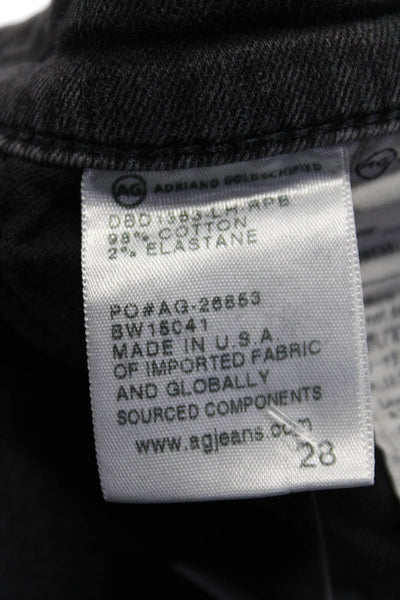 AG ADRIANO GOLDSCHMIED
98% COTTON
2% ELASTANE
PO#AG-26653
BW15041
MADE IN U.S.A
OF IMPORTED FABRIC
AND GLOBALLY
SOURCED COMPONENTS
www.agjeans.com
28